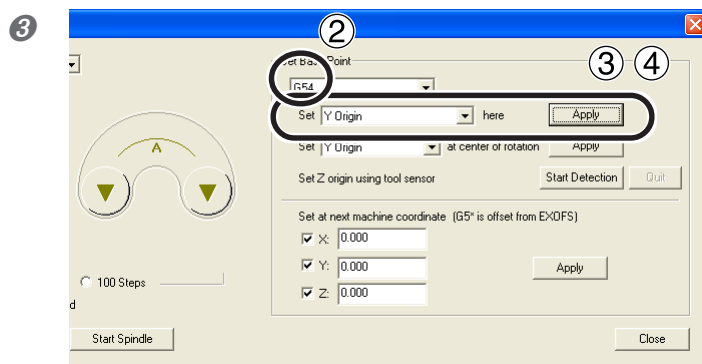 3
2
Set Base Point
3 4
G54
Set Y Origin here Apply
A
Set Y Origin at center of rotation Apply
Set Z origin using tool sensor Start Detection Quit
Set at next machine coordinate (G5* is offset from EXOFS)
X: 0.000
Y: 0.000 Apply
100 Steps
Z: 0.000
d
Start Spindle Close